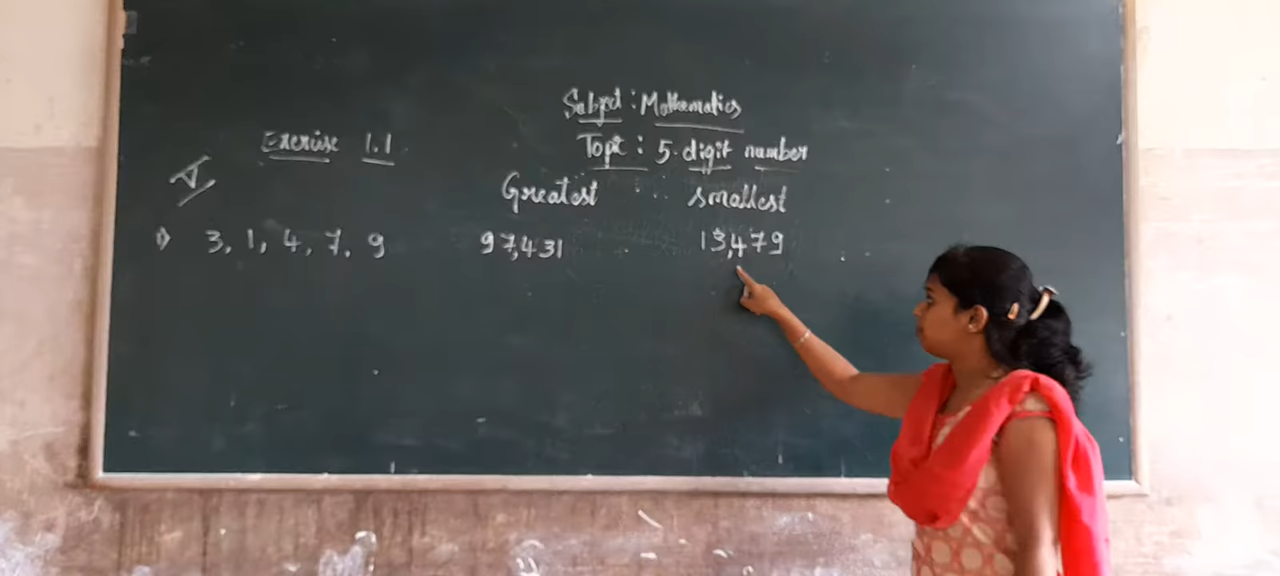 Subject : Mathematics
Exercise 1.1
Topic : 5-digit number
A
Greatest smallest
1) 3, 1, 4, 7, 9 97,431 13,479